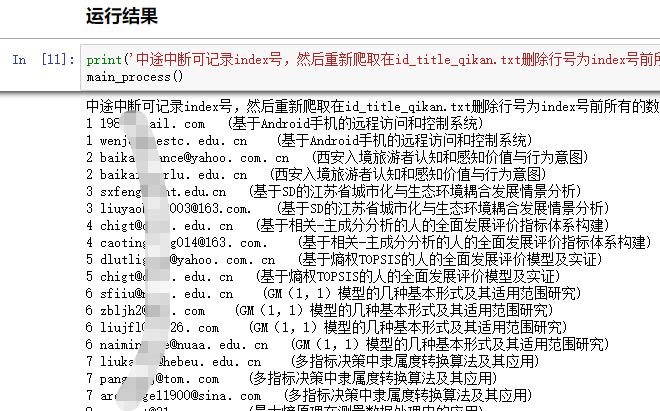 运行结果
In [11]: print('中途中断可记录index号，然后重新爬取在id_title_qikan.txt删除行号为index号前所
main_process()
中途中断可记录index号，然后重新爬取在id_title_qikan.txt删除行号为index号前所有的数
1 198 ail. com (基于Android手机的远程访问和控制系统)
1 wenj estc. edu. cn (基于Android手机的远程访问和控制系统)
2 baika ance@yahoo. com. cn (西安入境旅游者认知和感知价值与行为意图)
2 baika rlu. edu. cn (西安入境旅游者认知和感知价值与行为意图)
3 sxfeng nt.edu.cn (基于SD的江苏省城市化与生态环境耦合发展情景分析)
3 liuyao 003@163.com. (基于SD的江苏省城市化与生态环境耦合发展情景分析)
4 chigt@ . edu. cn (基于相关-主成分分析的人的全面发展评价指标体系构建)
4 caoting g014@163.com. (基于相关-主成分分析的人的全面发展评价指标体系构建)
5 dlutli @yahoo. com.cn (基于熵权TOPSIS的人的全面发展评价模型及实证)
5 chigt@ . edu. cn (基于熵权TOPSIS的人的全面发展评价模型及实证)
6 sfiiu@ . edu. cn (GM（1，1）模型的几种基本形式及其适用范围研究)
6 zbljh2 . com (GM（1，1）模型的几种基本形式及其适用范围研究)
6 liujfl 26. com (GM（1，1）模型的几种基本形式及其适用范围研究)
6 naimin e@nuaa. edu. cn (GM（1，1）模型的几种基本形式及其适用范围研究)
7 liuka @hebeu. edu. cn (多指标决策中隶属度转换算法及其应用)
7 pang @tom. com (多指标决策中隶属度转换算法及其应用)
7 ar gel1900@sina. com (多指标决策中隶属度转换算法及其应用)